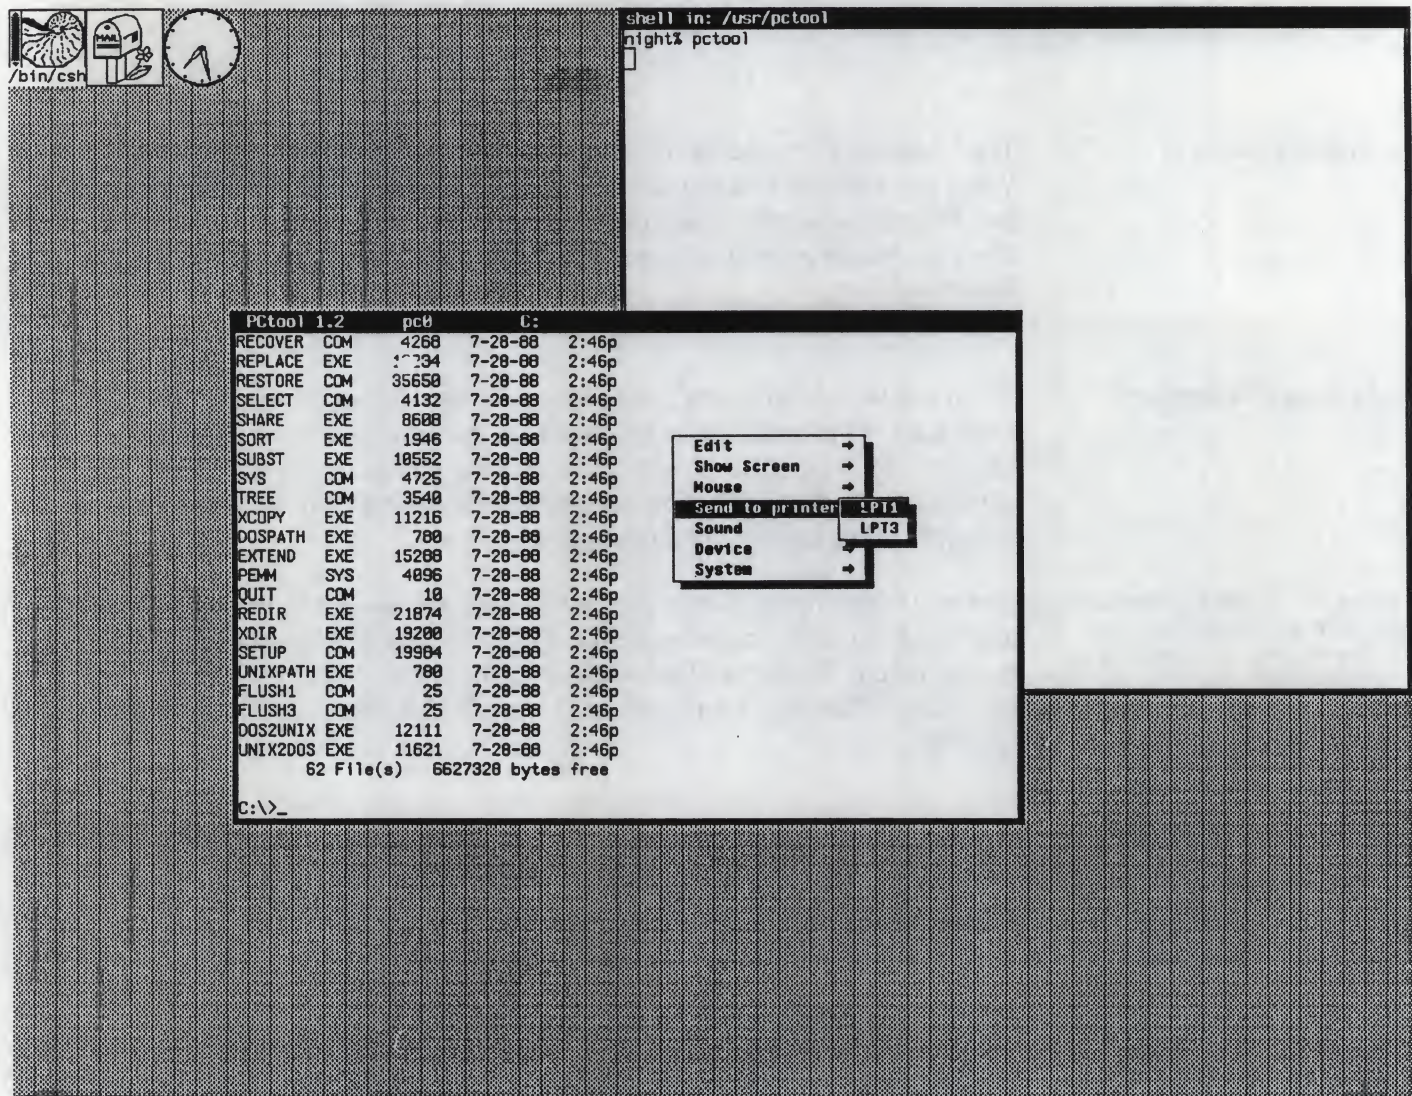 shell in: /usr/pctool
night% pctool
MAIL
/bin/csh
PCtool 1.2 pc0 C:
RECOVER COM 4268 7-28-88 2:46p
REPLACE EXE 7-28-88 2:46p
RESTORE COM 35650 7-28-88 2:46p
SELECT COM 4132 7-28-88 2:46p
SHARE EXE 8608 7-28-88 2:46p
SORT EXE 1946 7-28-88 2:46p
SUBST EXE 10552 7-28-88 2:46p
SYS COM 4725 7-28-88 2:46p
TREE COM 3540 7-28-88 2:46p
XCOPY EXE 11216 7-28-88 2:46p
DOSPATH EXE 780 7-28-88 2:46p
EXTEND EXE 15288 7-28-88 2:46p
PEMM SYS 4096 7-28-88 2:46p
QUIT COM 10 7-28-88 2:46p
REDIR EXE 21874 7-28-88 2:46p
XDIR EXE 19200 7-28-88 2:46p
SETUP COM 19984 7-28-88 2:46p
UNIXPATH EXE 780 7-28-88 2:46p
FLUSH1 COM 25 7-28-88 2:46p
FLUSH3 COM 25 7-28-88 2:46p
DOS2UNIX EXE 12111 7-28-88 2:46p
UNIX2DOS EXE 11621 7-28-88 2:46p
62 File(s) 6627328 bytes free
C:\>_
Edit
Show Screen
Mouse
Send to printer
Sound
Device
System
LPT1
LPT3